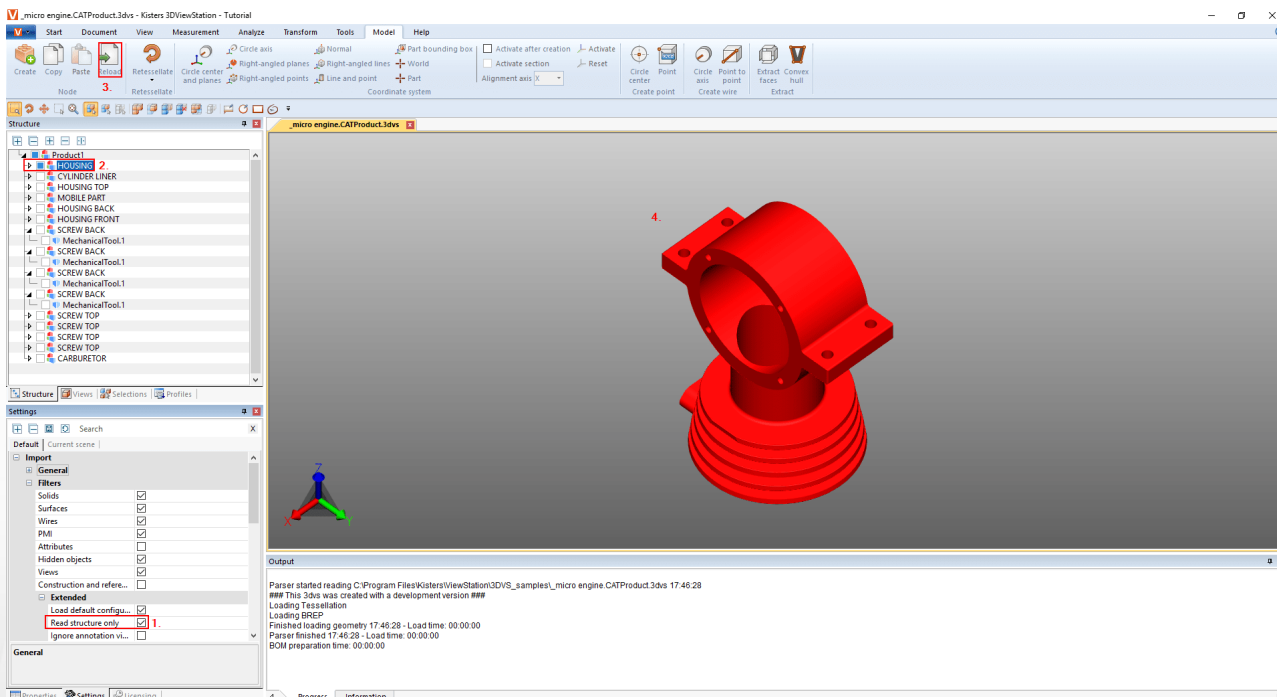 _micro engine.CATProduct.3dvs - Kisters 3DViewStation - Tutorial
Start Document View Measurement Analyze Transform Tools Model Help
Circle axis Normal Part bounding box Activate after creation Activate
Right-angled planes Right-angled lines World Activate section Reset
Create Copy Paste Reload Retessellate Circle center and planes Right-angled points Line and point Part Alignment axis X Circle center Point Circle axis Point to point Extract faces Convex hull
3.
Node Retessellate Coordinate system Create point Create wire Extract
Structure
_micro engine.CATProduct.3dvs
Product1
HOUSING 2.
CYLINDER LINER
HOUSING TOP
MOBILE PART
HOUSING BACK
HOUSING FRONT
SCREW BACK
MechanicalTool.1
SCREW BACK
MechanicalTool.1
SCREW BACK
MechanicalTool.1
SCREW BACK
MechanicalTool.1
SCREW TOP
SCREW TOP
SCREW TOP
SCREW TOP
CARBURETOR
Structure Views Selections Profiles
4.
Z
X Y
Settings
Search X
Default Current scene
Import
General
Filters
Solids
Surfaces
Wires
PMI
Attributes
Hidden objects
Views
Construction and refere...
Extended
Load default configu...
Read structure only 1.
Ignore annotation vi...
General
Properties Settings Licensing
Output
Parser started reading C:\Program Files\Kisters\ViewStation\3DVS_samples\_micro engine.CATProduct.3dvs 17:46:28
### This 3dvs was created with a development version ###
Loading Tessellation
Loading BREP
Finished loading geometry 17:46:28 - Load time: 00:00:00
Parser finished 17:46:28 - Load time: 00:00:00
BOM preparation time: 00:00:00
Progress Information